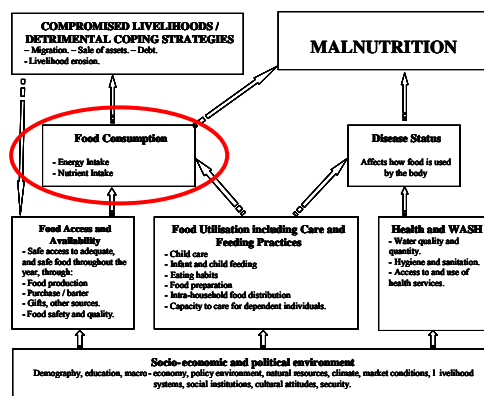 COMPROMISED LIVELIHOODS /
DETRIMENTAL COPING STRATEGIES
– Migration. – Sale of assets. – Debt.
- Livelihood erosion.
MALNUTRITION
Food Consumption
- Energy Intake
- Nutrient Intake
Disease Status
Affects how food is used
by the body
Food Access and
Availability
- Safe access to adequate,
and safe food throughout the
year, through:
- Food production
- Purchase / barter
- Gifts, other sources.
- Food safety and quality.
Food Utilisation including Care and
Feeding Practices
- Child care
- Infant and child feeding
- Eating habits
- Food preparation
- Intra-household food distribution
- Capacity to care for dependent individuals.
Health and WASH
- Water quality and
quantity.
- Hygiene and sanitation.
- Access to and use of
health services.
Socio-economic and political environment
Demography, education, macro - economy, policy environment, natural resources, climate, market conditions, l ivelihood
systems, social institutions, cultural attitudes, security.